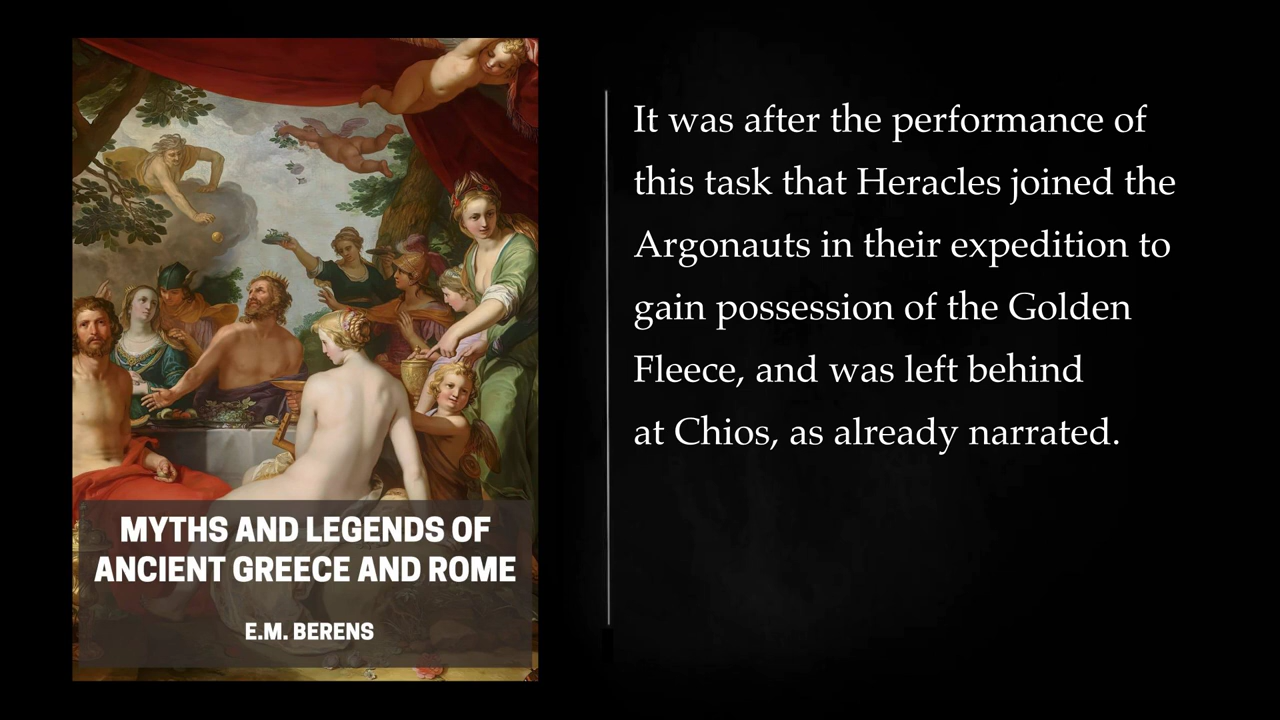 MYTHS AND LEGENDS OF
ANCIENT GREECE AND ROME
E.M. BERENS
It was after the performance of
this task that Heracles joined the
Argonauts in their expedition to
gain possession of the Golden
Fleece, and was left behind
at Chios, as already narrated.